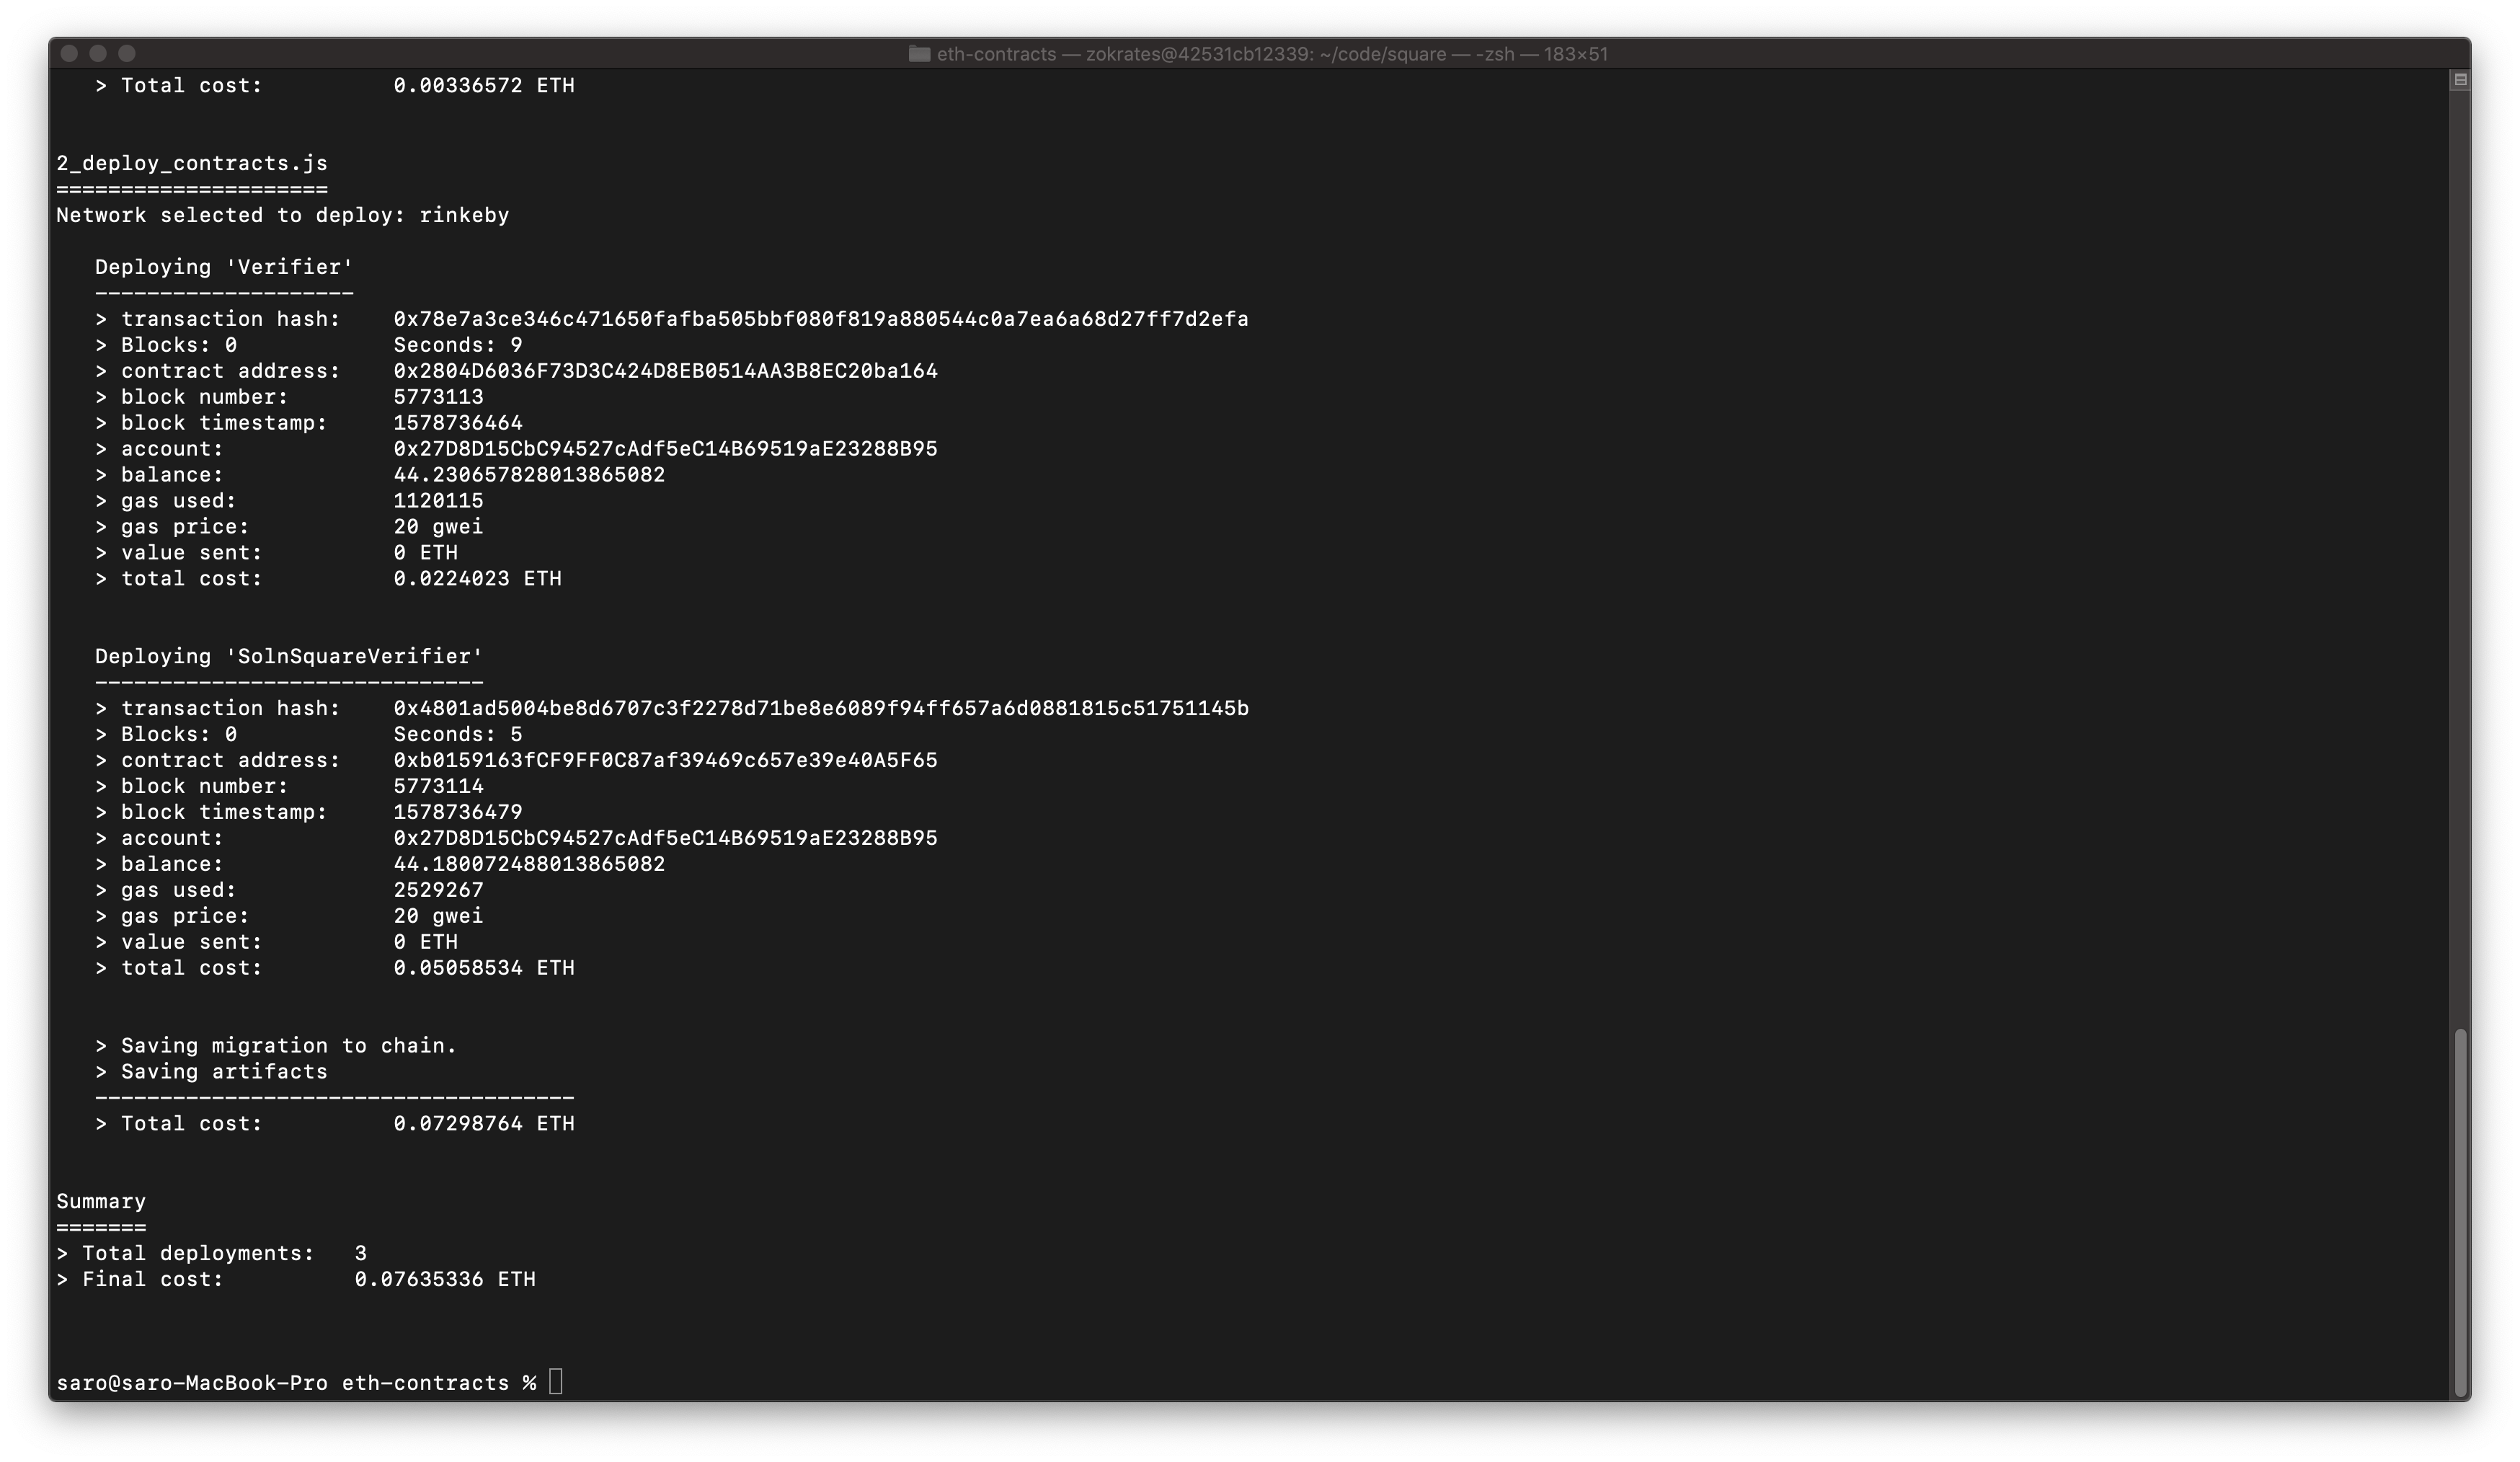 eth-contracts — zokrates@42531cb12339: ~/code/square — -zsh — 183×51
> Total cost: 0.00336572 ETH
2_deploy_contracts.js
=====================
Network selected to deploy: rinkeby
Deploying 'Verifier'
--------------------
> transaction hash: 0x78e7a3ce346c471650fafba505bbf080f819a880544c0a7ea6a68d27ff7d2efa
> Blocks: 0 Seconds: 9
> contract address: 0x2804D6036F73D3C424D8EB0514AA3B8EC20ba164
> block number: 5773113
> block timestamp: 1578736464
> account: 0x27D8D15CbC94527cAdf5eC14B69519aE23288B95
> balance: 44.230657828013865082
> gas used: 1120115
> gas price: 20 gwei
> value sent: 0 ETH
> total cost: 0.0224023 ETH
Deploying 'SolnSquareVerifier'
------------------------------
> transaction hash: 0x4801ad5004be8d6707c3f2278d71be8e6089f94ff657a6d0881815c51751145b
> Blocks: 0 Seconds: 5
> contract address: 0xb0159163fCF9FF0C87af39469c657e39e40A5F65
> block number: 5773114
> block timestamp: 1578736479
> account: 0x27D8D15CbC94527cAdf5eC14B69519aE23288B95
> balance: 44.180072488013865082
> gas used: 2529267
> gas price: 20 gwei
> value sent: 0 ETH
> total cost: 0.05058534 ETH
> Saving migration to chain.
> Saving artifacts
-------------------------------------
> Total cost: 0.07298764 ETH
Summary
=======
> Total deployments: 3
> Final cost: 0.07635336 ETH
saro@saro-MacBook-Pro eth-contracts %